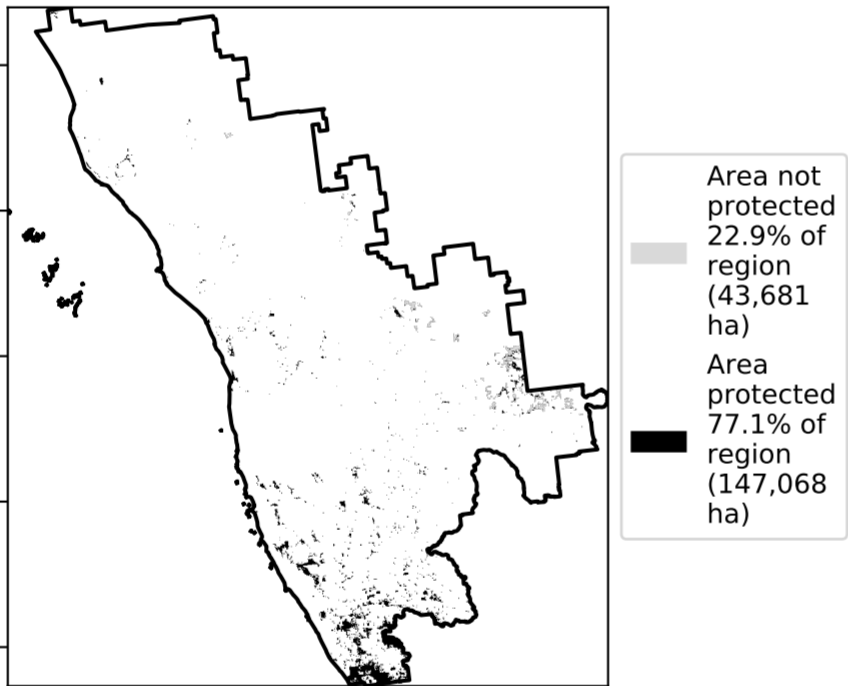 Area not
protected
22.9% of
region
(43,681
ha)
Area
protected
77.1% of
region
(147,068
ha)